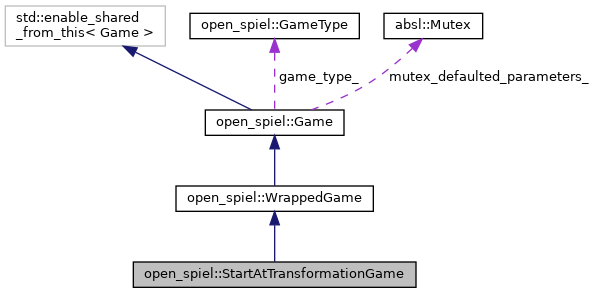 std::enable_shared
_from_this< Game >
open_spiel::GameType
absl::Mutex
game_type_
mutex_defaulted_parameters_
open_spiel::Game
open_spiel::WrappedGame
open_spiel::StartAtTransformationGame